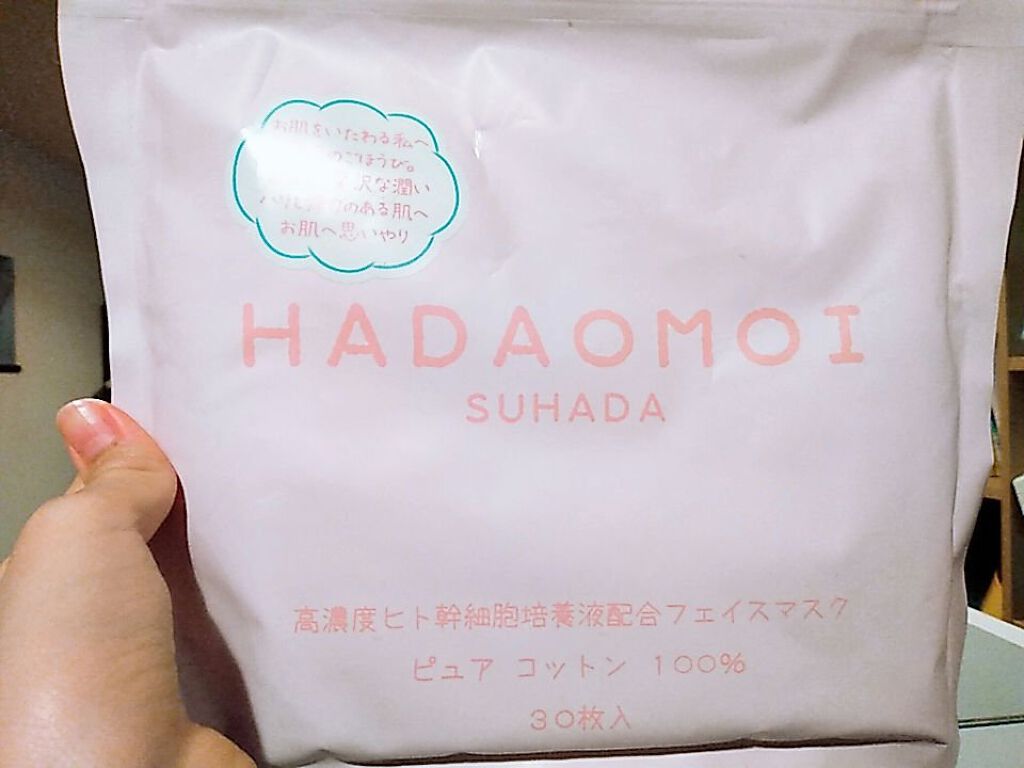 お肌をいたわる私へ
のごほうび。
沢な潤い
のある肌へ
お肌へ思いやり
HADAOMOI
SUHADA
高濃度ヒト幹細胞培養液配合フェイスマスク
ピュア コットン 100%
30枚入